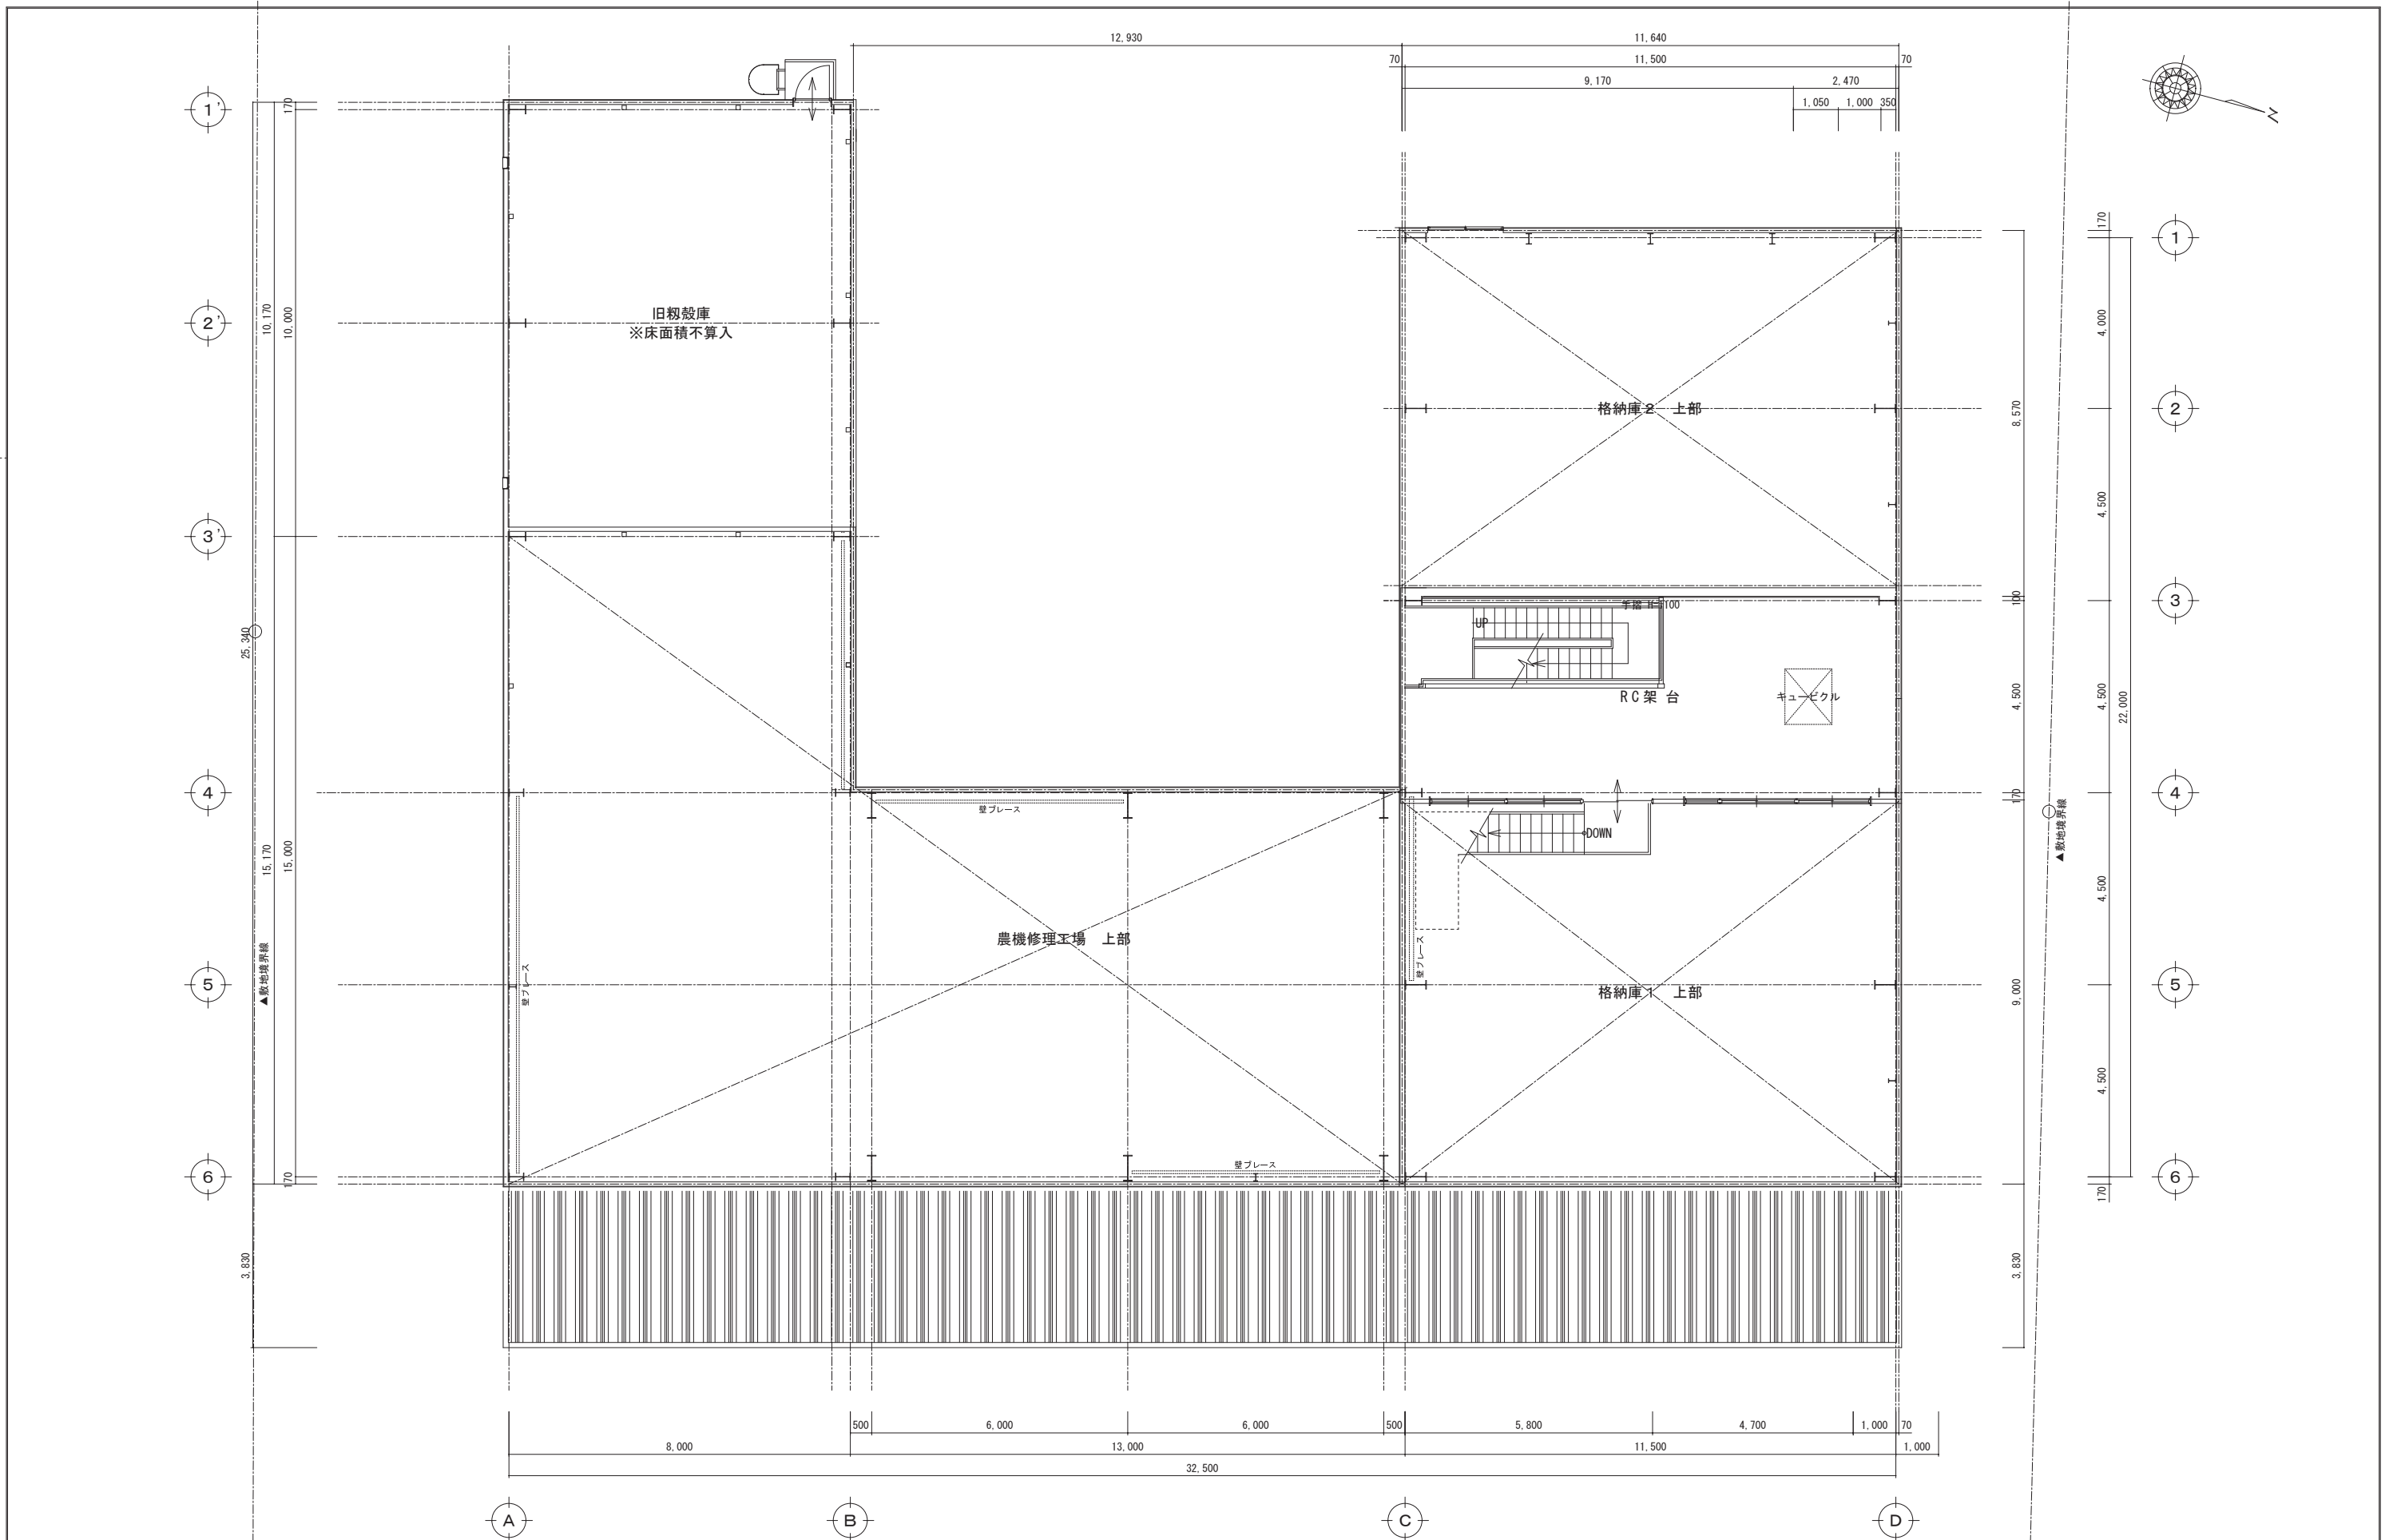 12,930
11,640
70
11,500
70
9,170
2,470
1,050
1,000
350
N
1'
170
1
170
10,170
10,000
旧籾殻庫
※床面積不算入
2'
4,000
格納庫2 上部
2
8,570
4,500
3'
100
3
手摺 H=1100
UP
25,340
RC架 台
キュービクル
4,500
4,500
22,000
4
170
4
▲敷地境界線
壁ブレース
DOWN
15,170
15,000
4,500
農機修理工場 上部
▲敷地境界線
壁ブレース
壁ブレース
格納庫1 上部
5
9,000
5
4,500
壁ブレース
6
170
170
6
3,830
3,830
500
6,000
6,000
500
5,800
4,700
1,000
70
8,000
13,000
11,500
1,000
32,500
A
B
C
D